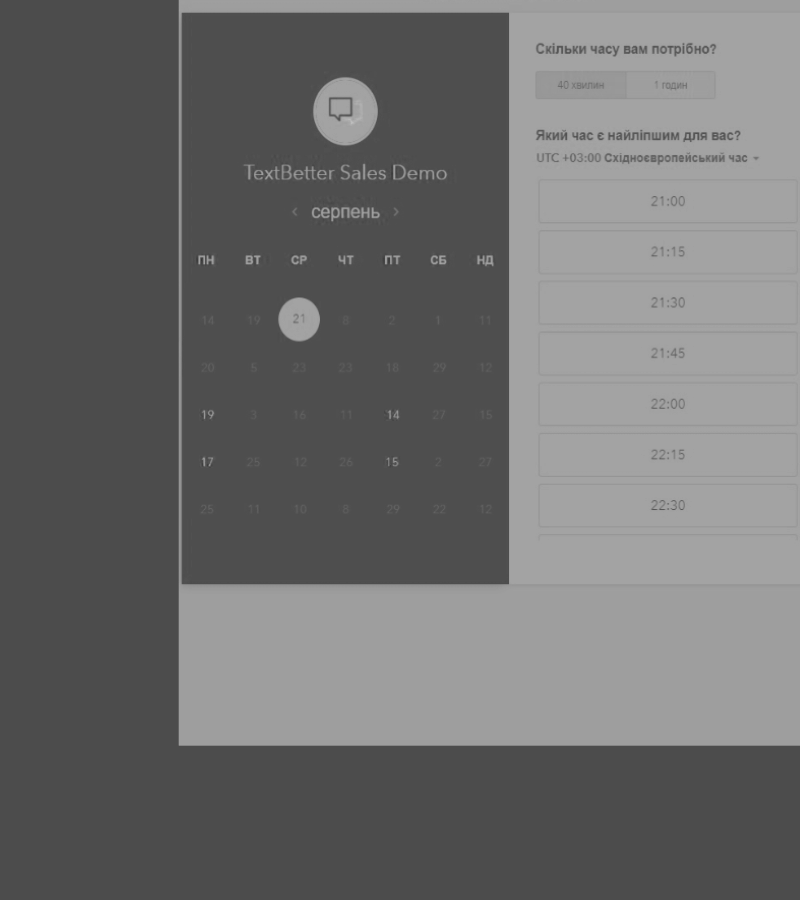 TextBetter Sales Demo
серпень
ПН ВТ СР ЧТ ПТ СБ НД
14 19 21 8 2 1 11
20 5 23 23 18 29 12
19 3 16 11 14 27 15
17 25 12 26 15 2 27
25 11 10 8 29 22 12
Скільки часу вам потрібно?
40 хвилин 1 годин
Який час є найліпшим для вас?
UTC +03:00 Східноєвропейський час
21:00
21:15
21:30
21:45
22:00
22:15
22:30